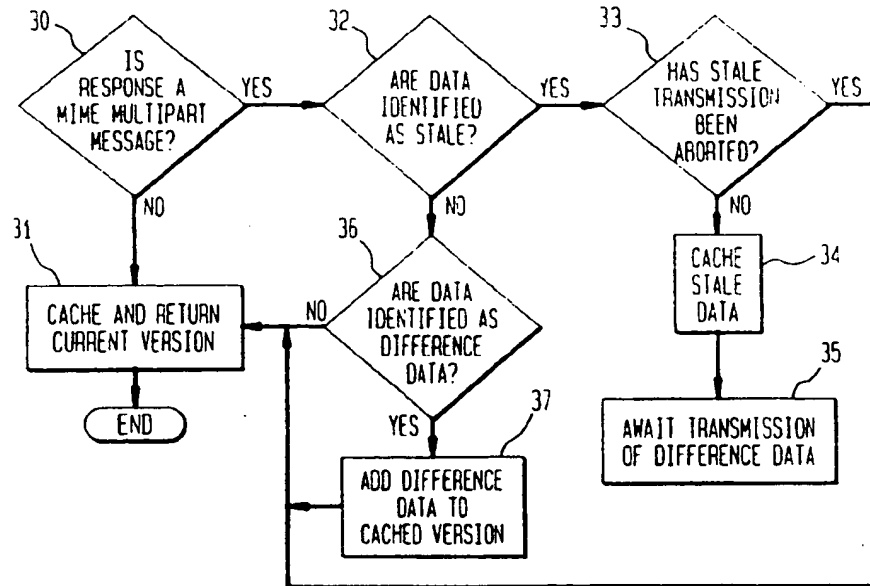 30
IS
RESPONSE A
MIME MULTIPART
MESSAGE?
YES
NO
32
ARE DATA
IDENTIFIED
AS STALE?
YES
NO
33
HAS STALE
TRANSMISSION
BEEN
ABORTED?
YES
NO
31
CACHE AND RETURN
CURRENT VERSION
END
36
ARE DATA
IDENTIFIED AS
DIFFERENCE
DATA?
NO
YES
37
ADD DIFFERENCE
DATA TO
CACHED VERSION
34
CACHE
STALE
DATA
35
AWAIT TRANSMISSION
OF DIFFERENCE DATA